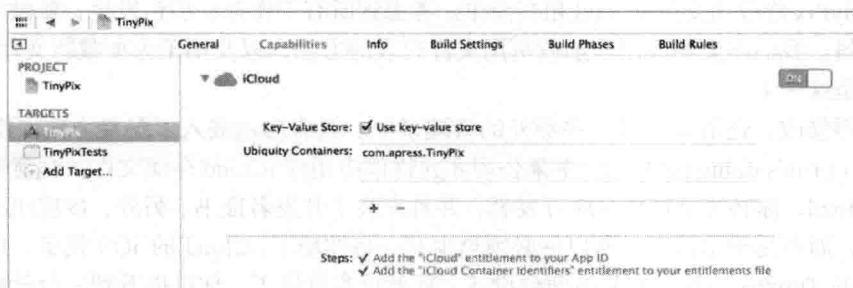 TinyPix
General Capabilities Info Build Settings Build Phases Build Rules
PROJECT
TinyPix
TARGETS
TinyPix
TinyPixTests
Add Target...
iCloud
ON
Key-Value Store: Use key-value store
Ubiquity Containers: com.apress.TinyPix
+
Steps: ✓ Add the "iCloud" entitlement to your App ID
✓ Add the "iCloud Container Identifiers" entitlement to your entitlements file